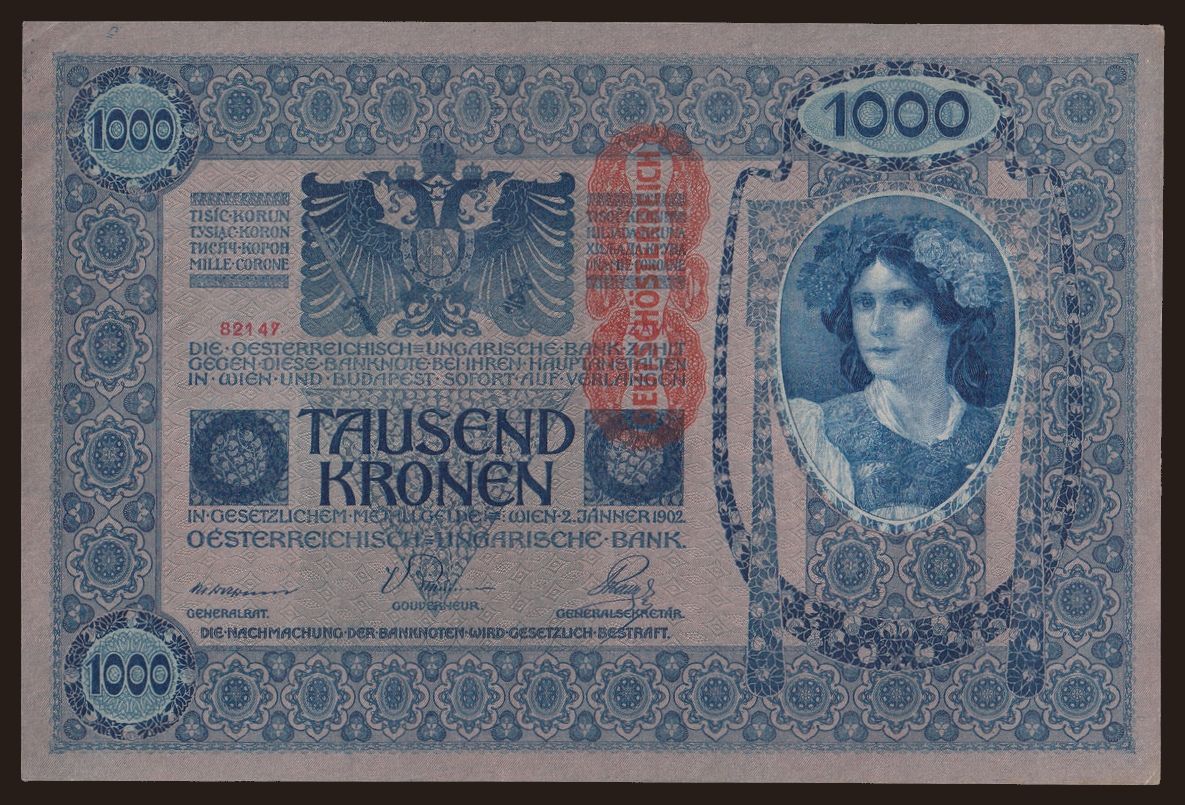 1000
1000
TISÍC·KORUN
TYSIĄC·KORON
ТИСЯЧ·КОРОН
MILLE·CORONE
DEUTSCHÖSTERREICH
82147
DIE·OESTERREICHISCH=UNGARISCHE·BANK·ZAHLT
GEGEN·DIESE·BANKNOTE·BEI·IHREN·HAUPTANSTALTEN
IN·WIEN·UND·BUDAPEST·SOFORT·AUF·VERLANGEN
TAUSEND
KRONEN
IN·GESETZLICHEM·METALLGELDE=:WIEN·2.JÄNNER 1902.
OESTERREICHISCH=UNGARISCHE·BANK.
GENERALRAT.
GOUVERNEUR.
GENERALSEKRETÄR.
DIE·NACHMACHUNG·DER·BANKNOTEN·WIRD·GESETZLICH·BESTRAFT.
1000